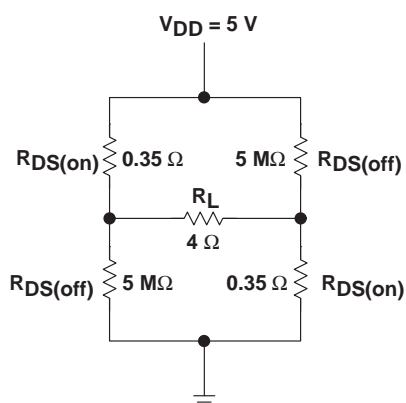 VDD = 5 V
RDS(on) 0.35 Ω 5 MΩ RDS(off)
RL
4 Ω
RDS(off) 5 MΩ 0.35 Ω RDS(on)